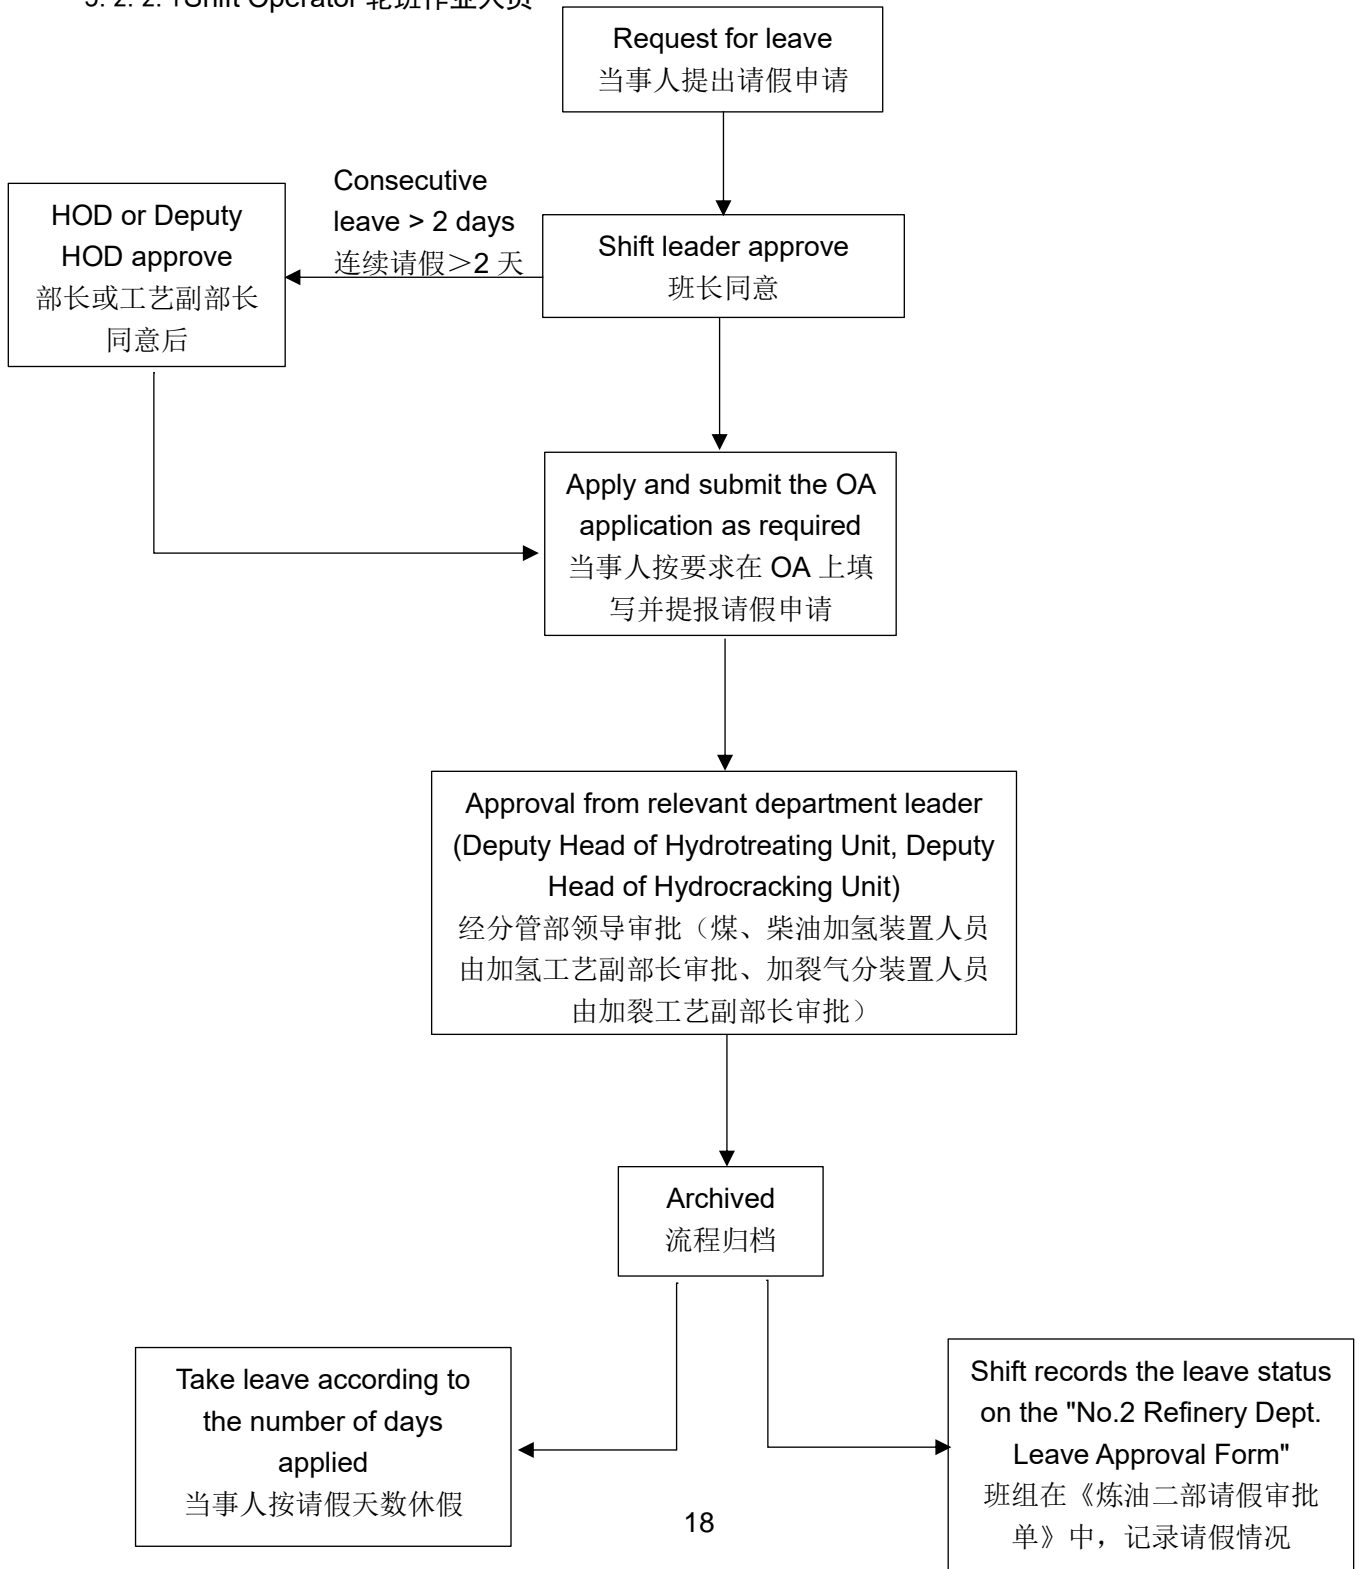 5. 2. 2. 1Shift Operator 轮班作业人员
Request for leave
当事人提出请假申请
Consecutive
leave > 2 days
连续请假＞2 天
HOD or Deputy
HOD approve
部长或工艺副部长
同意后
Shift leader approve
班长同意
Apply and submit the OA
application as required
当事人按要求在 OA 上填
写并提报请假申请
Approval from relevant department leader
(Deputy Head of Hydrotreating Unit, Deputy
Head of Hydrocracking Unit)
经分管部领导审批（煤、柴油加氢装置人员
由加氢工艺副部长审批、加裂气分装置人员
由加裂工艺副部长审批）
Archived
流程归档
Take leave according to
the number of days
applied
当事人按请假天数休假
Shift records the leave status
on the "No.2 Refinery Dept.
Leave Approval Form"
班组在《炼油二部请假审批
单》中，记录请假情况
18